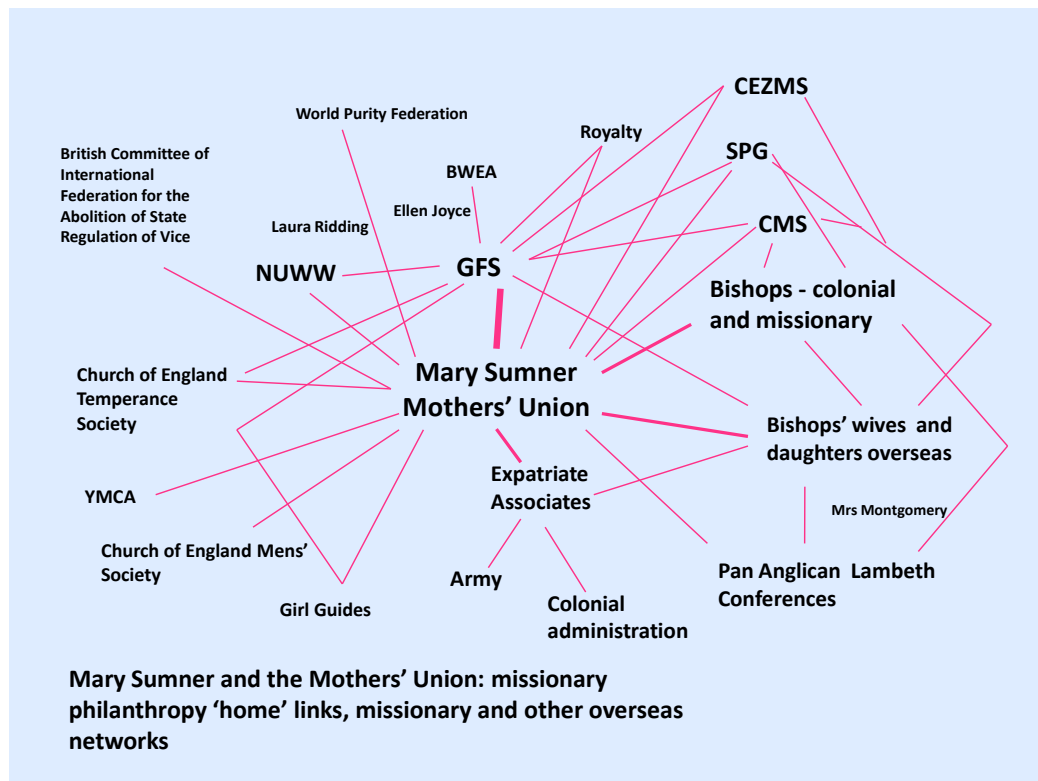 CEZMS
World Purity Federation
Royalty
British Committee of
International
Federation for the
Abolition of State
Regulation of Vice
SPG
BWEA
Ellen Joyce
Laura Ridding
CMS
NUWW
GFS
Bishops - colonial
and missionary
Mary Sumner
Mothers' Union
Church of England
Temperance
Society
Bishops' wives and
daughters overseas
Expatriate
Associates
YMCA
Mrs Montgomery
Church of England Mens'
Society
Army
Pan Anglican Lambeth
Conferences
Girl Guides
Colonial
administration
Mary Sumner and the Mothers' Union: missionary
philanthropy 'home' links, missionary and other overseas
networks